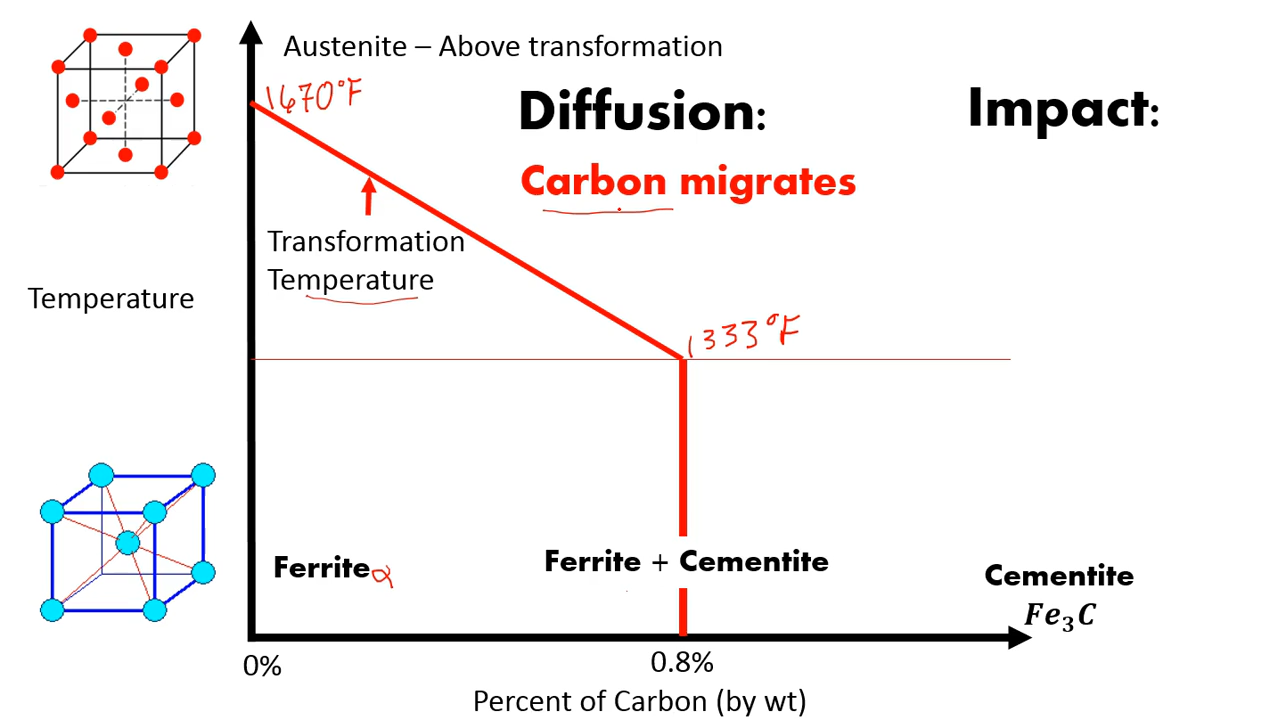 Austenite – Above transformation
1670°F
Diffusion:
Impact:
Carbon migrates
Transformation
Temperature
Temperature
1333°F
Ferrite α
Ferrite + Cementite
Cementite
Fe₃C
0%
0.8%
Percent of Carbon (by wt)